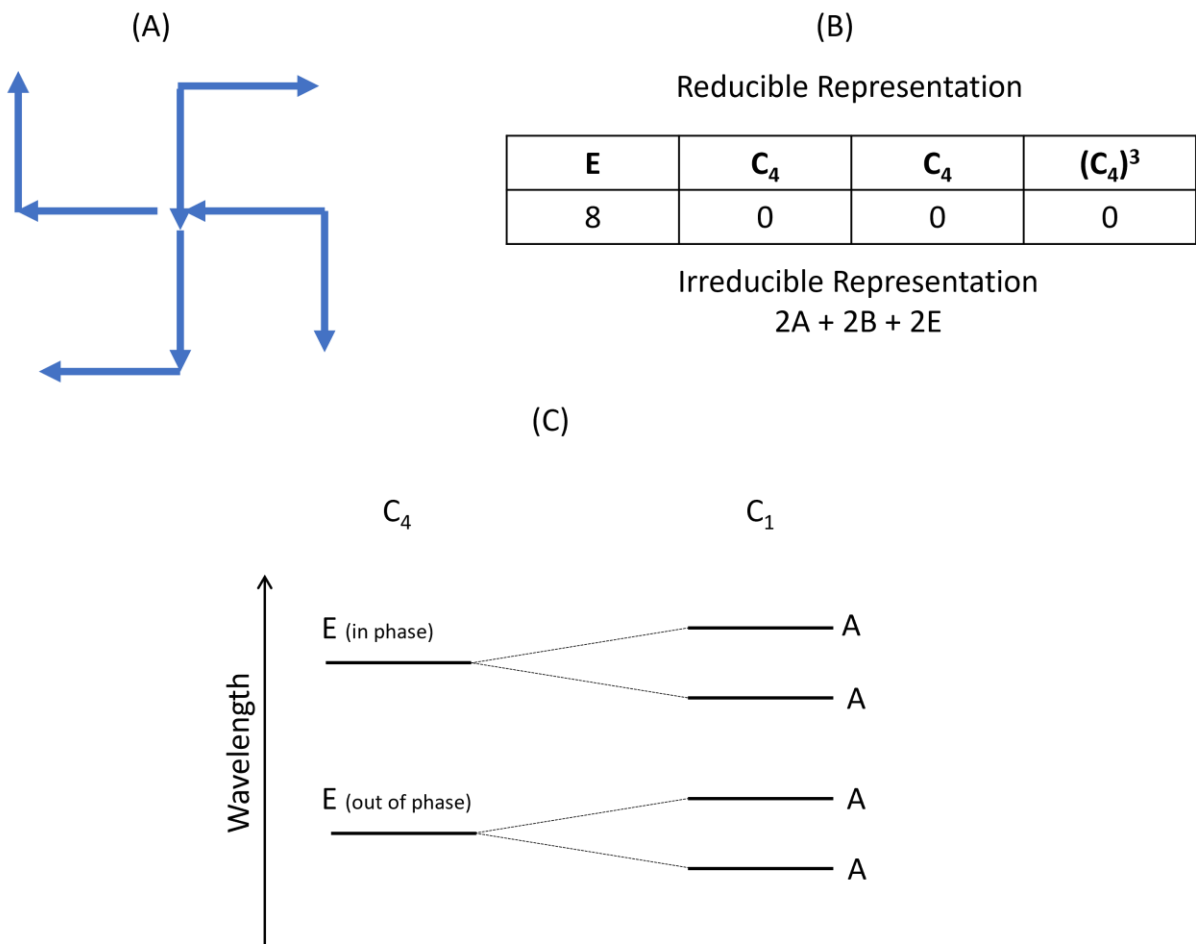 (A)
(B)
Reducible Representation
E C₄ C₄ (C₄)³
8 0 0 0
Irreducible Representation
2A + 2B + 2E
(C)
C₄ C₁
Wavelength
E (in phase)
A
A
E (out of phase)
A
A